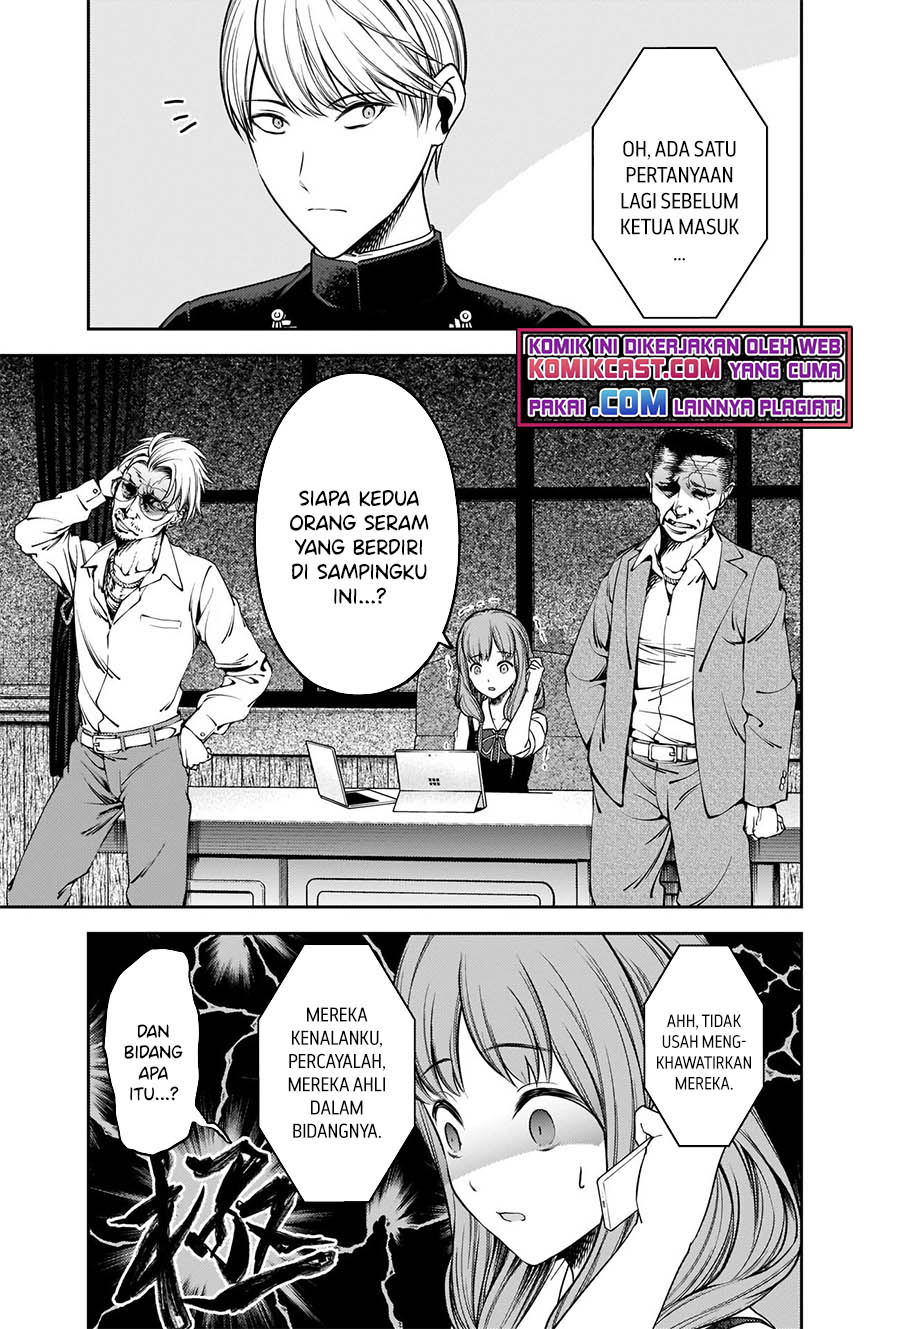 OH, ADA SATU
PERTANYAAN
LAGI SEBELUM
KETUA MASUK
...
KOMIK INI DIKERJAKAN OLEH WEB
KOMIKCAST.COM YANG CUMA
PAKAI .COM LAINNYA PLAGIAT!
SIAPA KEDUA
ORANG SERAM
YANG BERDIRI
DI SAMPINGKU
INI...?
AHH, TIDAK
USAH MENG-
KHAWATIRKAN
MEREKA.
MEREKA
KENALANKU,
PERCAYALAH,
MEREKA AHLI
DALAM
BIDANGNYA.
DAN
BIDANG
APA
ITU...?
極